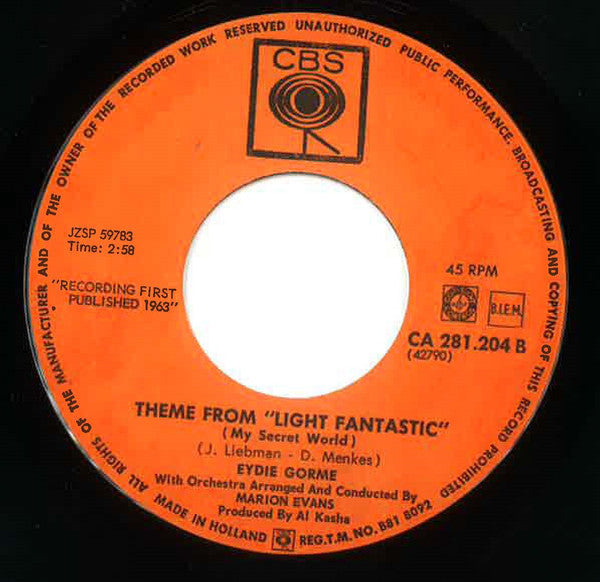 ALL RIGHTS OF THE MANUFACTURER AND OF THE OWNER OF THE RECORDED WORK RESERVED UNAUTHORIZED PUBLIC PERFORMANCE, BROADCASTING AND COPYING OF THIS RECORD PROHIBITED
CBS
JZSP 59783
Time: 2:58
"RECORDING FIRST
PUBLISHED 1963"
45 RPM
B.I.E.M.
CA 281.204 B
(42790)
THEME FROM "LIGHT FANTASTIC"
(My Secret World)
(J. Liebman - D. Menkes)
EYDIE GORME
With Orchestra Arranged And Conducted By
MARION EVANS
Produced By Al Kasha
MADE IN HOLLAND REG.T.M. NO. B81 8092